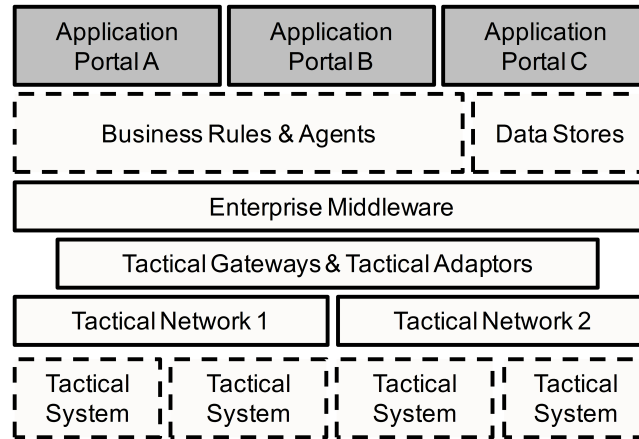 Application
Portal A
Application
Portal B
Application
Portal C
Business Rules & Agents
Data Stores
Enterprise Middleware
Tactical Gateways & Tactical Adaptors
Tactical Network 1
Tactical Network 2
Tactical
System
Tactical
System
Tactical
System
Tactical
System